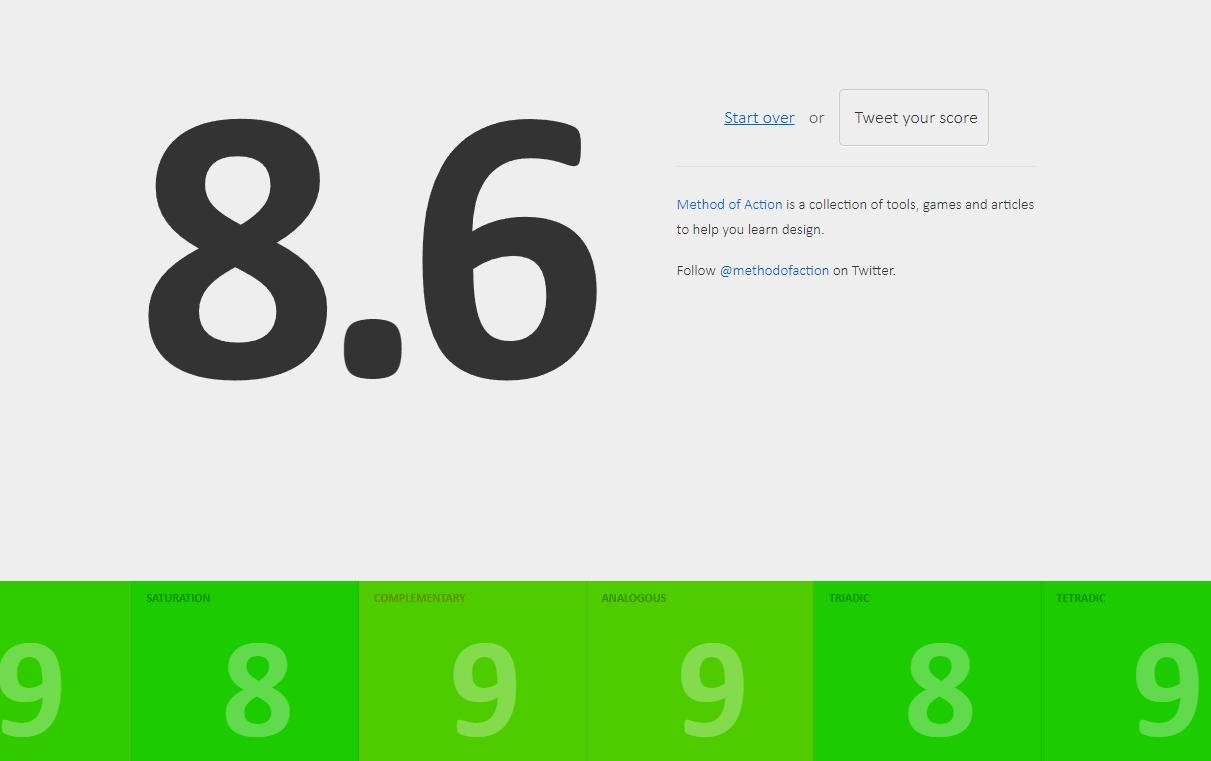 8.6
Start over or Tweet your score
Method of Action is a collection of tools, games and articles
to help you learn design.
Follow @methodofaction on Twitter.
SATURATION COMPLEMENTARY ANALOGOUS TRIADIC TETRADIC
9 8 9 9 8 9